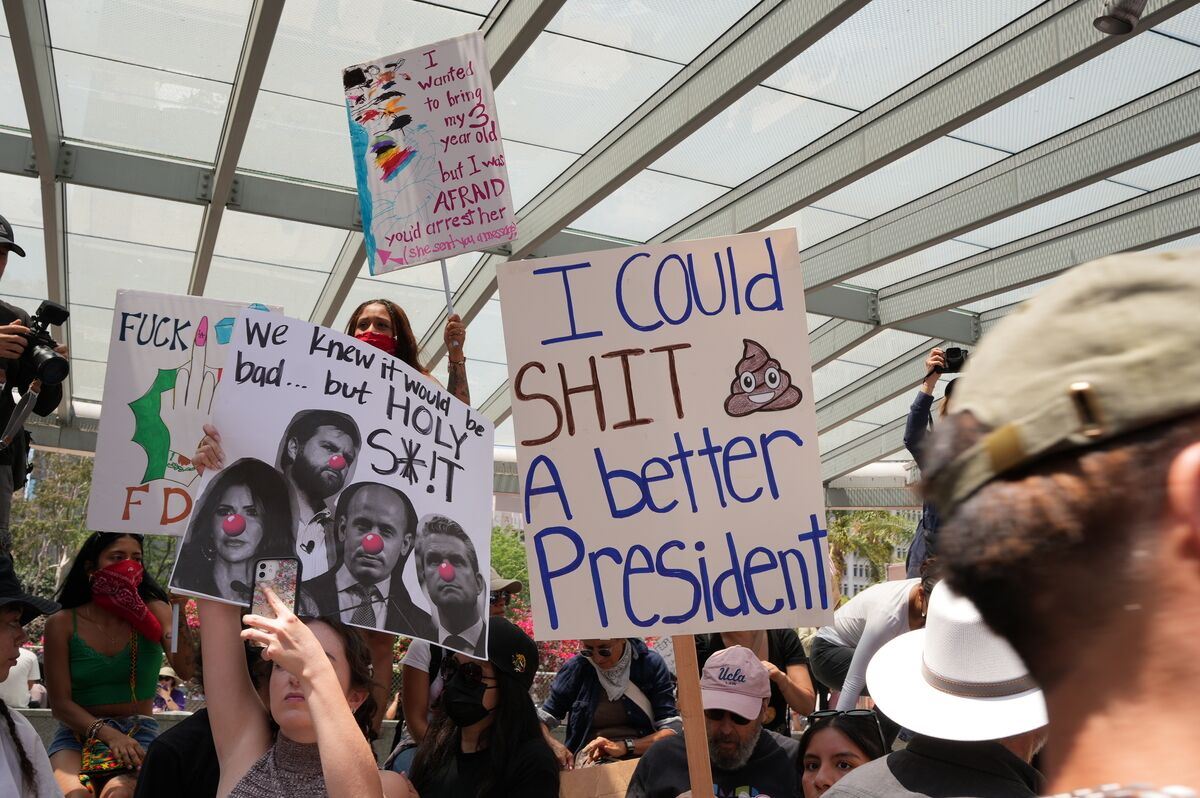 I
wanted
to bring
my 3
year old
but I was
AFRAID
you'd arrest her
(she sent you a message)
FUCK
FD
We knew it would be
bad... but HOLY
S*!T
I COULd
SHIT
A better
President
Ucla